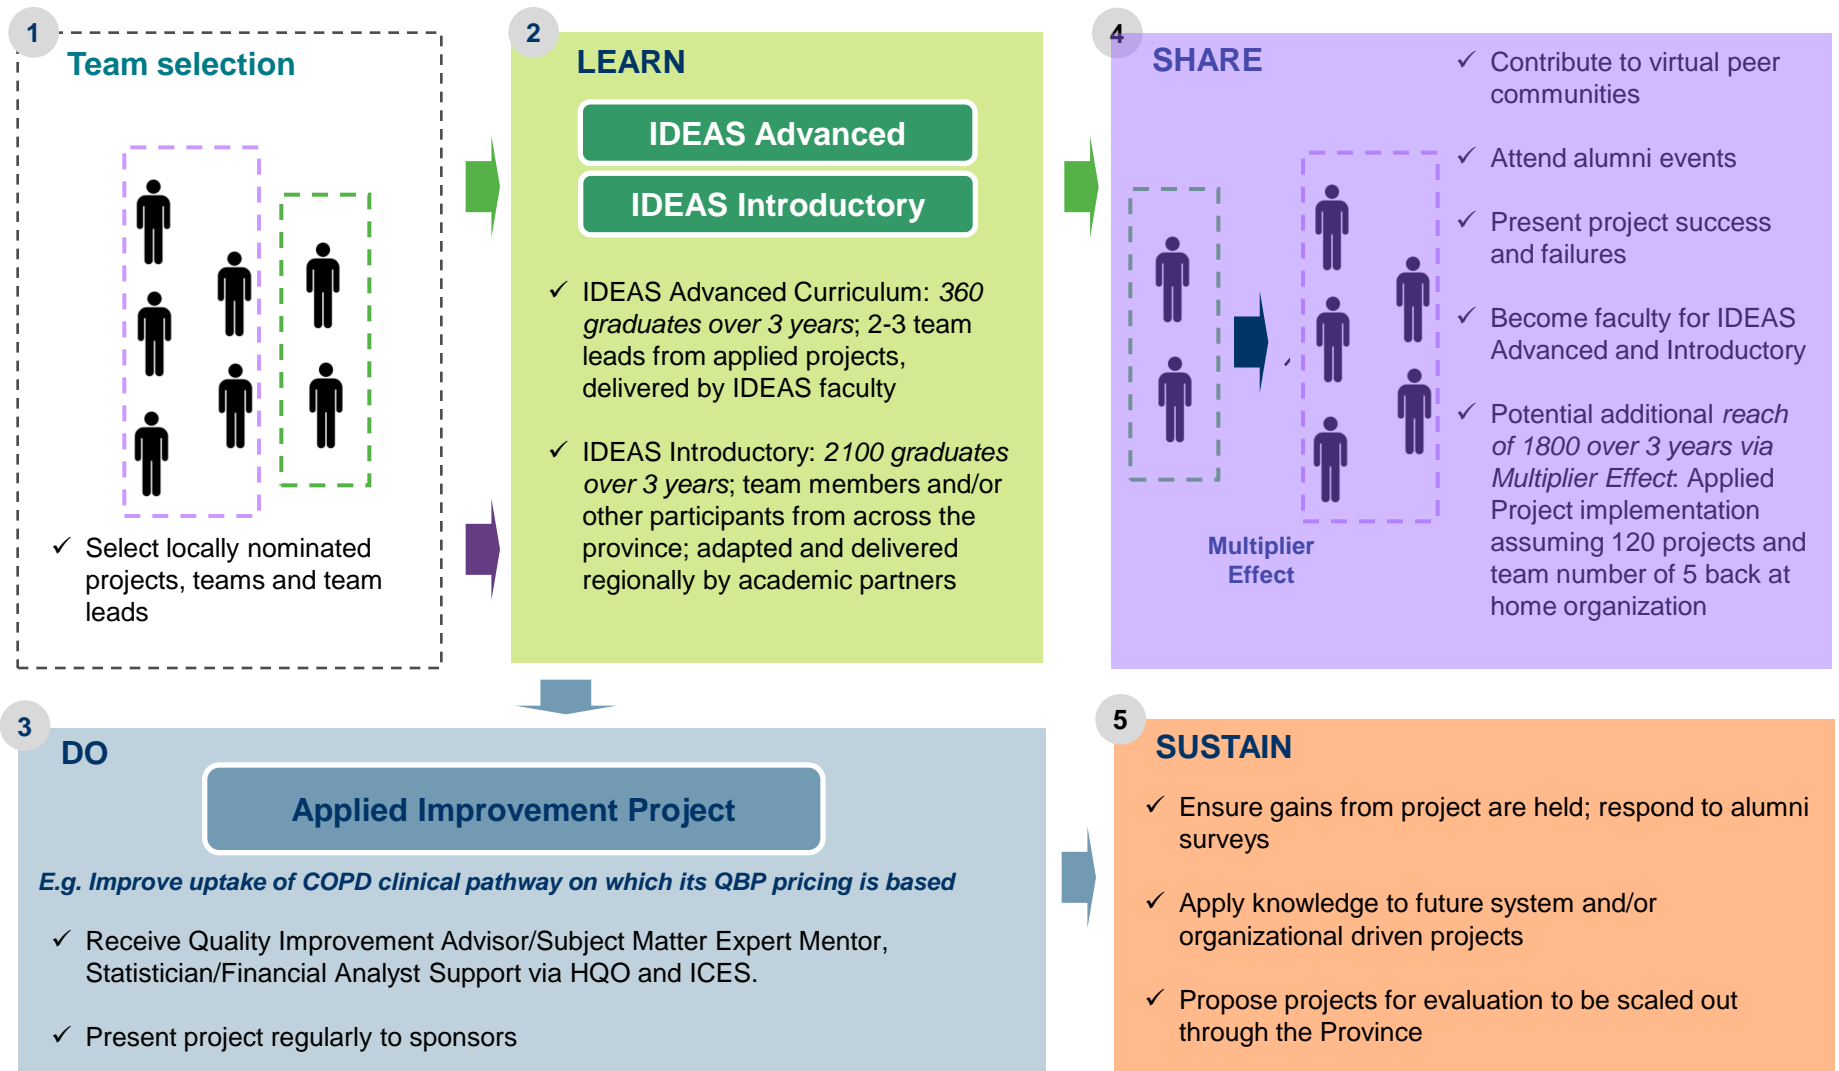 1
Team selection
✓ Select locally nominated
projects, teams and team
leads
2
LEARN
IDEAS Advanced
IDEAS Introductory
✓ IDEAS Advanced Curriculum: 360
graduates over 3 years; 2-3 team
leads from applied projects,
delivered by IDEAS faculty
✓ IDEAS Introductory: 2100 graduates
over 3 years; team members and/or
other participants from across the
province; adapted and delivered
regionally by academic partners
3
DO
Applied Improvement Project
E.g. Improve uptake of COPD clinical pathway on which its QBP pricing is based
✓ Receive Quality Improvement Advisor/Subject Matter Expert Mentor,
Statistician/Financial Analyst Support via HQO and ICES.
✓ Present project regularly to sponsors
4
SHARE
Multiplier
Effect
✓ Contribute to virtual peer
communities
✓ Attend alumni events
✓ Present project success
and failures
✓ Become faculty for IDEAS
Advanced and Introductory
✓ Potential additional reach
of 1800 over 3 years via
Multiplier Effect: Applied
Project implementation
assuming 120 projects and
team number of 5 back at
home organization
5
SUSTAIN
✓ Ensure gains from project are held; respond to alumni
surveys
✓ Apply knowledge to future system and/or
organizational driven projects
✓ Propose projects for evaluation to be scaled out
through the Province